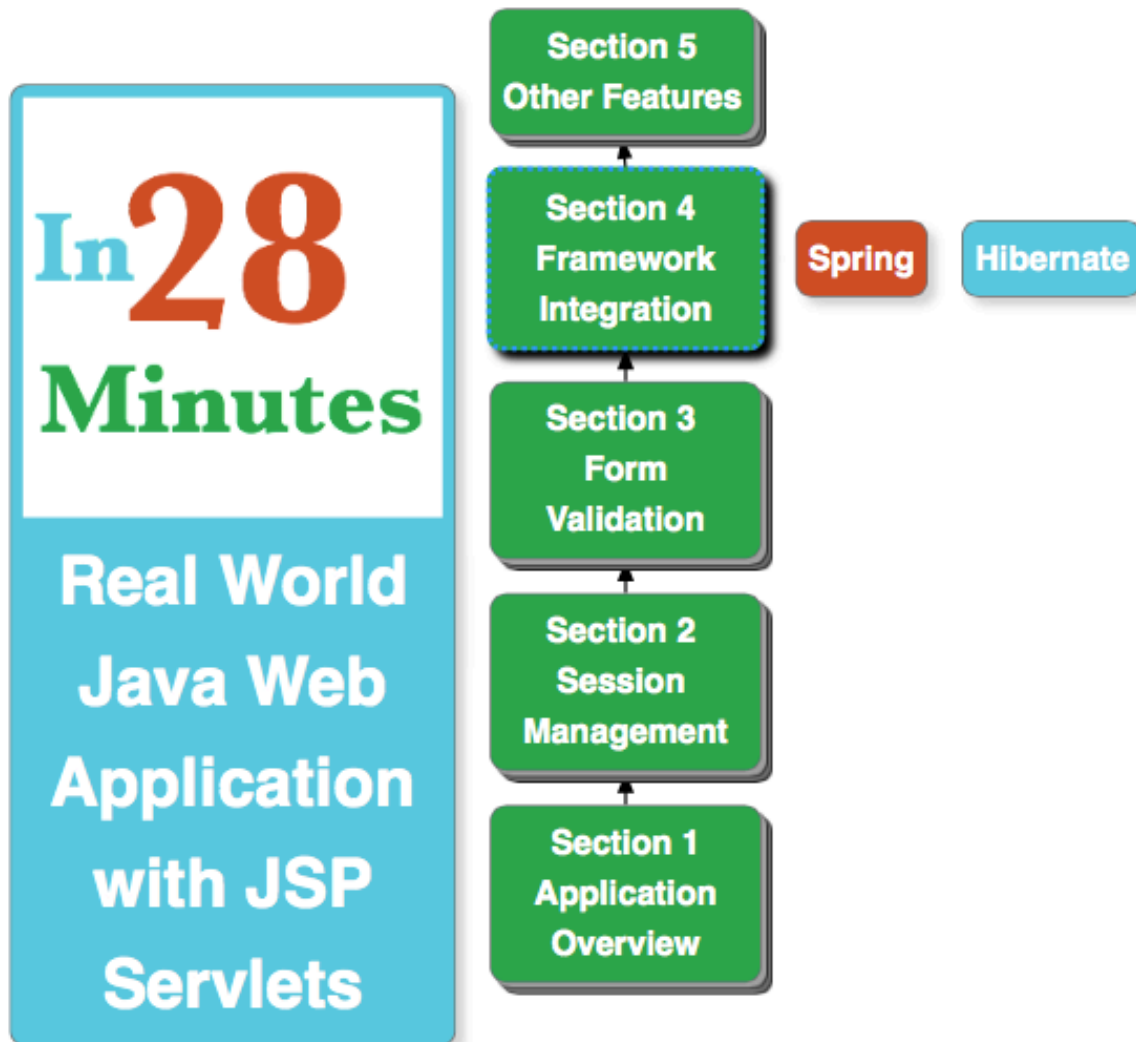 In28
Minutes
Real World
Java Web
Application
with JSP
Servlets
Section 5
Other Features
Section 4
Framework
Integration
Spring
Hibernate
Section 3
Form
Validation
Section 2
Session
Management
Section 1
Application
Overview